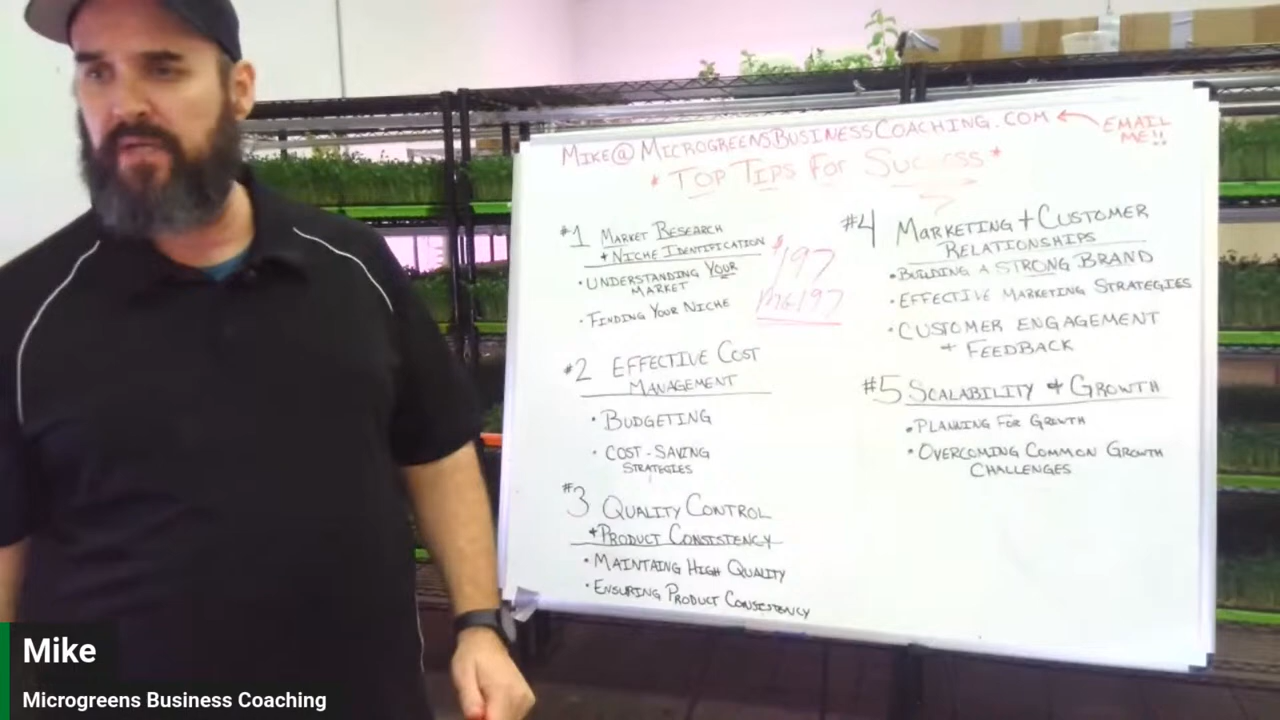 MIKE@MICROGREENSBUSINESSCOACHING.COM ← EMAIL
ME!!
* TOP TIPS FOR SUCCESS *
#1 MARKET RESEARCH
+ NICHE IDENTIFICATION
• UNDERSTANDING YOUR
MARKET
• FINDING YOUR NICHE
$197
197
#2 EFFECTIVE COST
MANAGEMENT
• BUDGETING
• COST-SAVING
STRATEGIES
#3 QUALITY CONTROL
+ PRODUCT CONSISTENCY
• MAINTAING HIGH QUALITY
• ENSURING PRODUCT CONSISTENCY
#4 MARKETING + CUSTOMER
RELATIONSHIPS
• BUILDING A STRONG BRAND
• EFFECTIVE MARKETING STRATEGIES
• CUSTOMER ENGAGEMENT
+ FEEDBACK
#5 SCALABILITY + GROWTH
• PLANNING FOR GROWTH
• OVERCOMING COMMON GROWTH
CHALLENGES
Mike
Microgreens Business Coaching